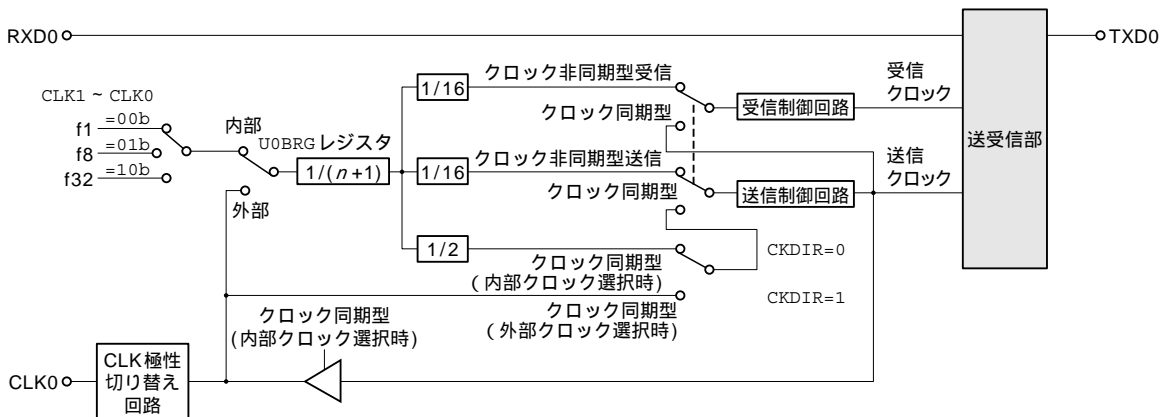 RXD0
TXD0
CLK1 ~ CLK0
f1 =00b
f8 =01b
f32 =10b
内部
外部
U0BRGレジスタ
1/(n+1)
1/16
クロック非同期型受信
クロック同期型
受信制御回路
受信
クロック
送受信部
1/16
クロック非同期型送信
クロック同期型
送信制御回路
送信
クロック
1/2
クロック同期型
(内部クロック選択時)
CKDIR=0
CKDIR=1
クロック同期型
(外部クロック選択時)
クロック同期型
(内部クロック選択時)
CLK0
CLK極性
切り替え
回路